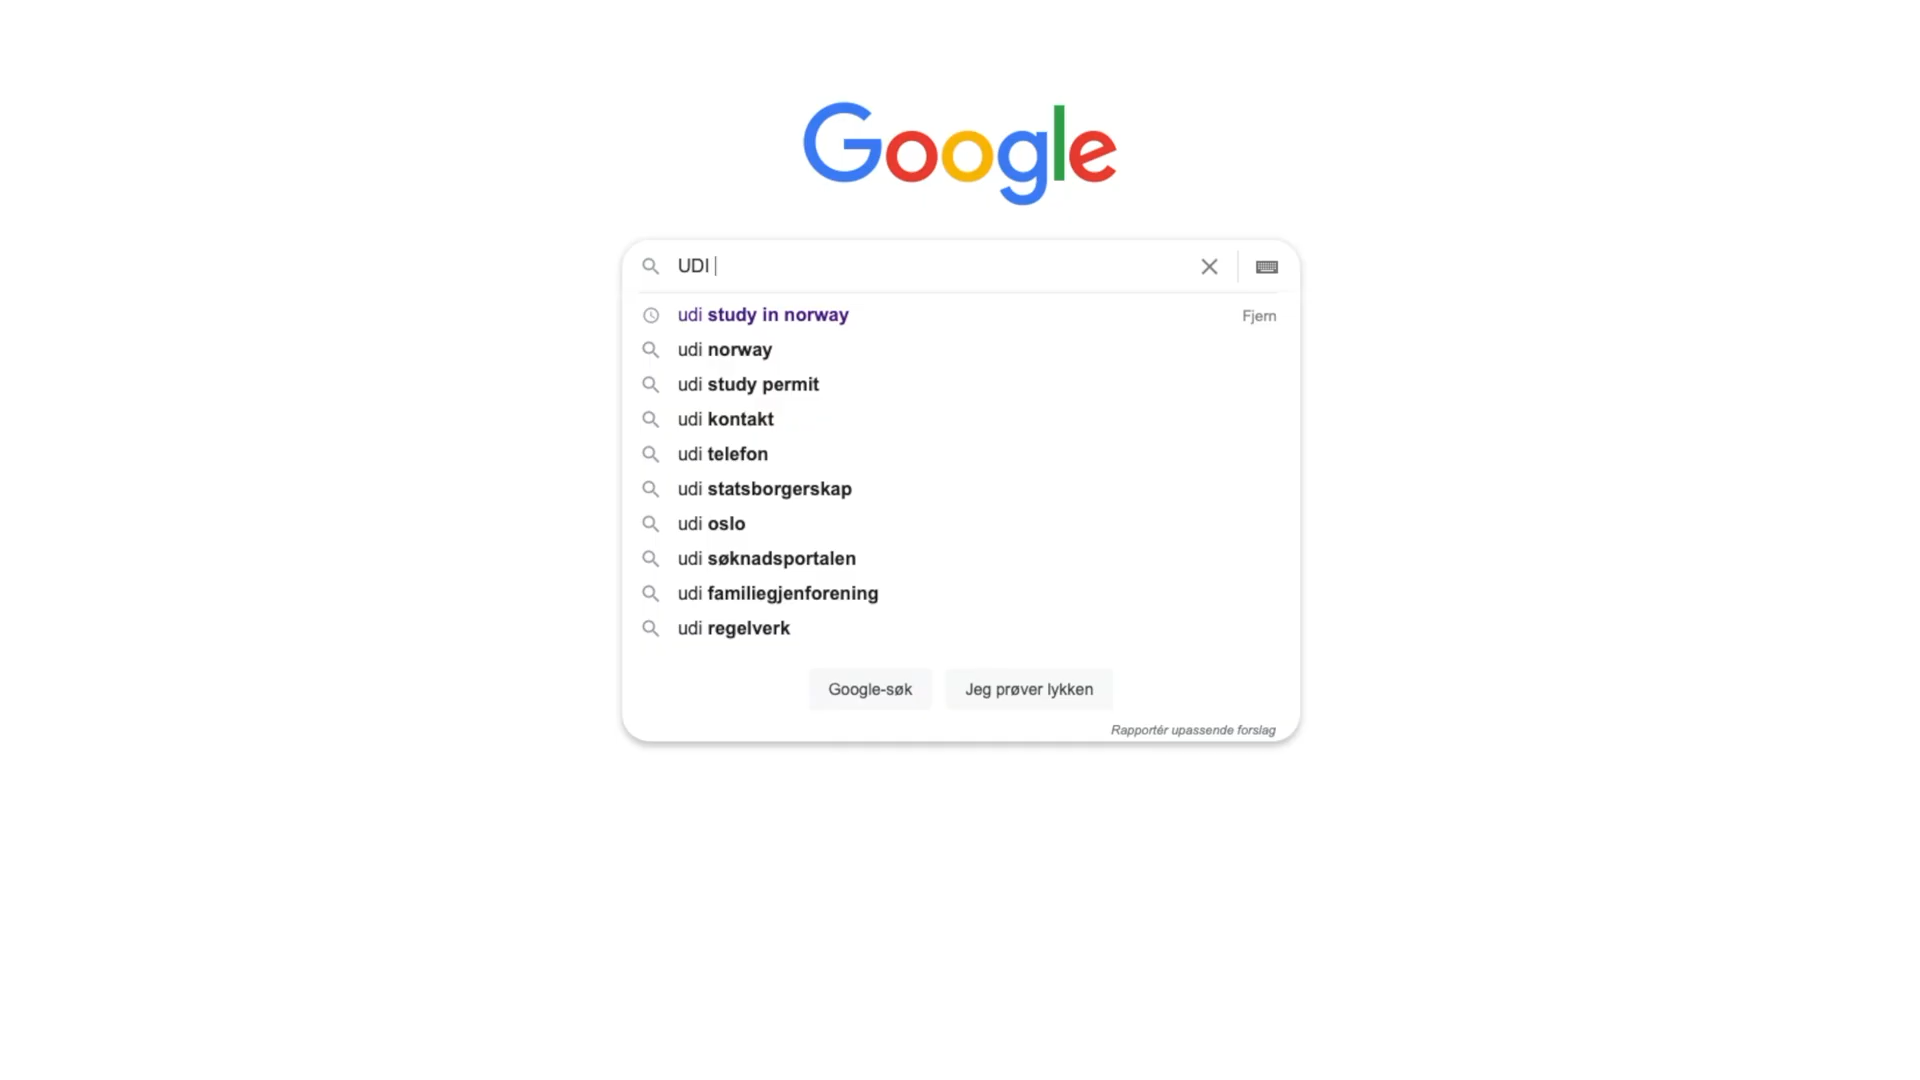 Google
UDI
udi study in norway
Fjern
udi norway
udi study permit
udi kontakt
udi telefon
udi statsborgerskap
udi oslo
udi søknadsportalen
udi familiegjenforening
udi regelverk
Google-søk
Jeg prøver lykken
Rapportér upassende forslag